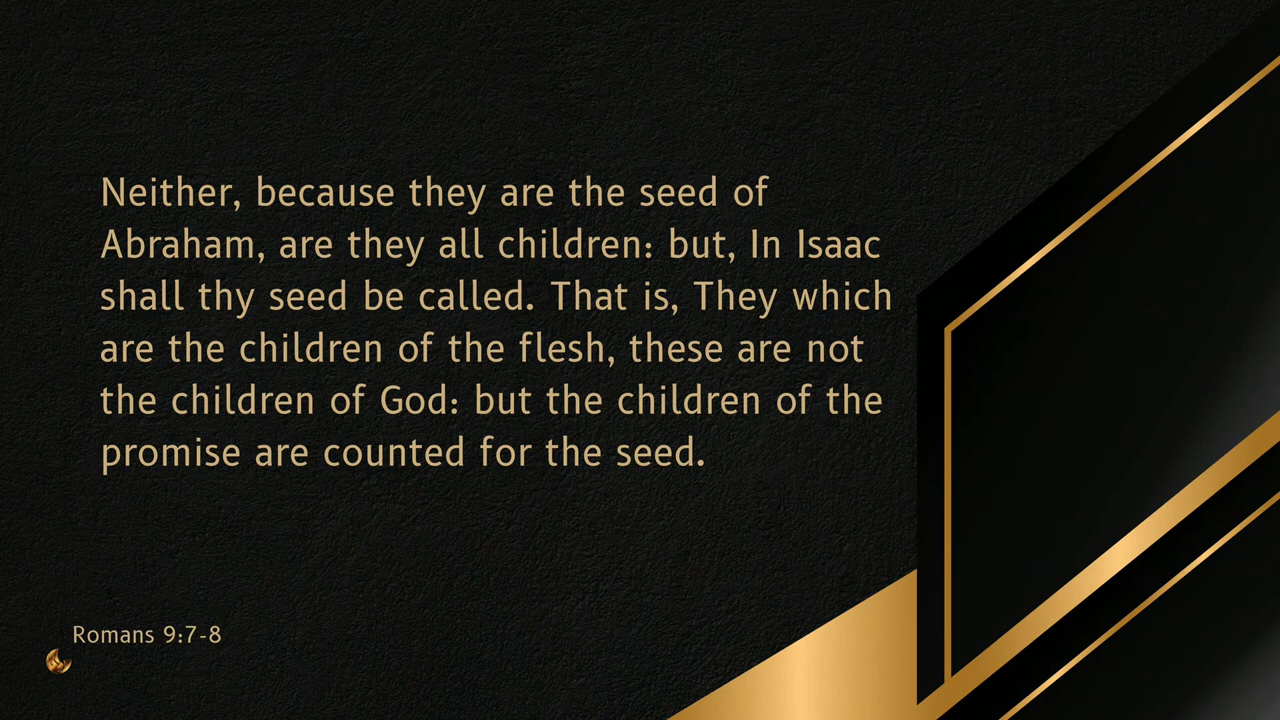 Neither, because they are the seed of
Abraham, are they all children: but, In Isaac
shall thy seed be called. That is, They which
are the children of the flesh, these are not
the children of God: but the children of the
promise are counted for the seed.
Romans 9:7-8